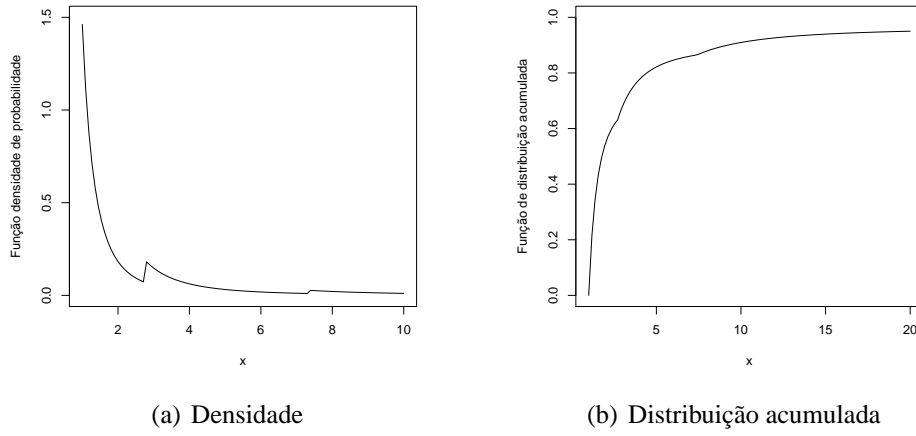 Função densidade de probabilidade
0.0 0.5 1.0 1.5
2 4 6 8 10
x
(a) Densidade
Função de distribuição acumulada
0.0 0.2 0.4 0.6 0.8 1.0
5 10 15 20
x
(b) Distribuição acumulada